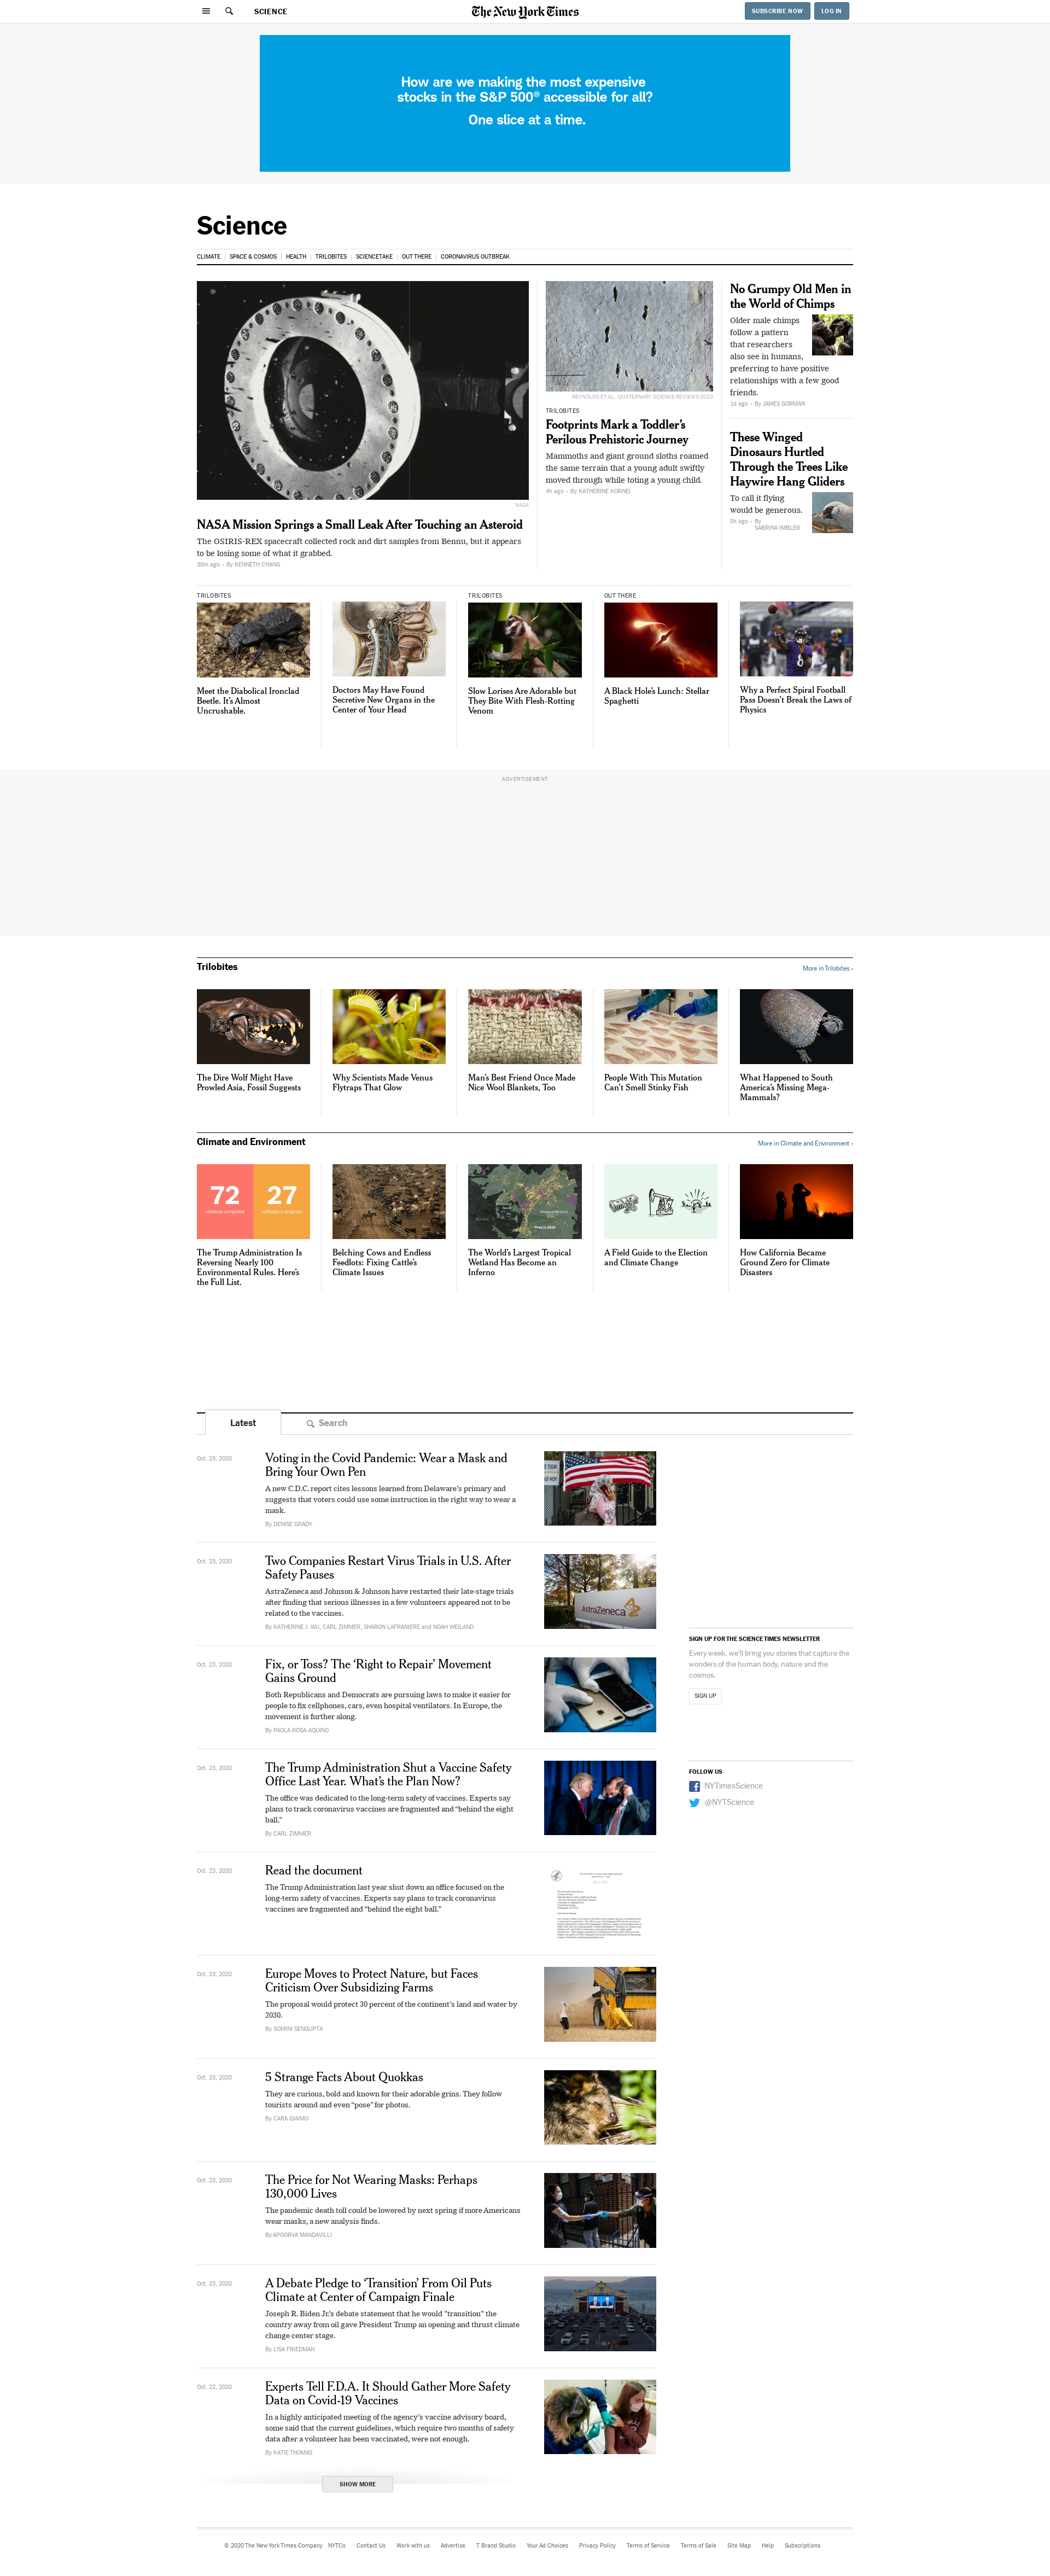 SCIENCE
The New York Times
SUBSCRIBE NOW
LOG IN
How are we making the most expensive
stocks in the S&P 500® accessible for all?
One slice at a time.
Science
CLIMATE | SPACE & COSMOS | HEALTH | TRILOBITES | SCIENCETAKE | OUT THERE | CORONAVIRUS OUTBREAK
NASA
NASA Mission Springs a Small Leak After Touching an Asteroid
The OSIRIS-REX spacecraft collected rock and dirt samples from Bennu, but it appears
to be losing some of what it grabbed.
30m ago • By KENNETH CHANG
REYNOLDS ET AL., QUATERNARY SCIENCE REVIEWS 2020
TRILOBITES
Footprints Mark a Toddler's
Perilous Prehistoric Journey
Mammoths and giant ground sloths roamed
the same terrain that a young adult swiftly
moved through while toting a young child.
4h ago • By KATHERINE KORNEI
No Grumpy Old Men in
the World of Chimps
Older male chimps
follow a pattern
that researchers
also see in humans,
preferring to have positive
relationships with a few good
friends.
1d ago • By JAMES GORMAN
These Winged
Dinosaurs Hurtled
Through the Trees Like
Haywire Hang Gliders
To call it flying
would be generous.
5h ago • By
SABRINA IMBLER
TRILOBITES
Meet the Diabolical Ironclad
Beetle. It's Almost
Uncrushable.
Doctors May Have Found
Secretive New Organs in the
Center of Your Head
TRILOBITES
Slow Lorises Are Adorable but
They Bite With Flesh-Rotting
Venom
OUT THERE
A Black Hole's Lunch: Stellar
Spaghetti
Why a Perfect Spiral Football
Pass Doesn't Break the Laws of
Physics
ADVERTISEMENT
Trilobites
More in Trilobites ›
The Dire Wolf Might Have
Prowled Asia, Fossil Suggests
Why Scientists Made Venus
Flytraps That Glow
Man's Best Friend Once Made
Nice Wool Blankets, Too
People With This Mutation
Can't Smell Stinky Fish
What Happened to South
America's Missing Mega-
Mammals?
Climate and Environment
More in Climate and Environment ›
72
27
The Trump Administration Is
Reversing Nearly 100
Environmental Rules. Here's
the Full List.
Belching Cows and Endless
Feedlots: Fixing Cattle's
Climate Issues
The World's Largest Tropical
Wetland Has Become an
Inferno
A Field Guide to the Election
and Climate Change
How California Became
Ground Zero for Climate
Disasters
Latest
Search
Oct. 23, 2020
Voting in the Covid Pandemic: Wear a Mask and
Bring Your Own Pen
A new C.D.C. report cites lessons learned from Delaware's primary and
suggests that voters could use some instruction in the right way to wear a
mask.
By DENISE GRADY
Oct. 23, 2020
Two Companies Restart Virus Trials in U.S. After
Safety Pauses
AstraZeneca and Johnson & Johnson have restarted their late-stage trials
after finding that serious illnesses in a few volunteers appeared not to be
related to the vaccines.
By KATHERINE J. WU, CARL ZIMMER, SHARON LAFRANIERE and NOAH WEILAND
AstraZeneca
Oct. 23, 2020
Fix, or Toss? The 'Right to Repair' Movement
Gains Ground
Both Republicans and Democrats are pursuing laws to make it easier for
people to fix cellphones, cars, even hospital ventilators. In Europe, the
movement is further along.
By PAOLA ROSA-AQUINO
Oct. 23, 2020
The Trump Administration Shut a Vaccine Safety
Office Last Year. What's the Plan Now?
The office was dedicated to the long-term safety of vaccines. Experts say
plans to track coronavirus vaccines are fragmented and "behind the eight
ball."
By CARL ZIMMER
Oct. 23, 2020
Read the document
The Trump Administration last year shut down an office focused on the
long-term safety of vaccines. Experts say plans to track coronavirus
vaccines are fragmented and "behind the eight ball."
Oct. 23, 2020
Europe Moves to Protect Nature, but Faces
Criticism Over Subsidizing Farms
The proposal would protect 30 percent of the continent's land and water by
2030.
By SOMINI SENGUPTA
Oct. 23, 2020
5 Strange Facts About Quokkas
They are curious, bold and known for their adorable grins. They follow
tourists around and even "pose" for photos.
By CARA GIAIMO
Oct. 23, 2020
The Price for Not Wearing Masks: Perhaps
130,000 Lives
The pandemic death toll could be lowered by next spring if more Americans
wear masks, a new analysis finds.
By APOORVA MANDAVILLI
Oct. 23, 2020
A Debate Pledge to 'Transition' From Oil Puts
Climate at Center of Campaign Finale
Joseph R. Biden Jr.'s debate statement that he would "transition" the
country away from oil gave President Trump an opening and thrust climate
change center stage.
By LISA FRIEDMAN
Oct. 22, 2020
Experts Tell F.D.A. It Should Gather More Safety
Data on Covid-19 Vaccines
In a highly anticipated meeting of the agency's vaccine advisory board,
some said that the current guidelines, which require two months of safety
data after a volunteer has been vaccinated, were not enough.
By KATIE THOMAS
SHOW MORE
SIGN UP FOR THE SCIENCE TIMES NEWSLETTER
Every week, we'll bring you stories that capture the
wonders of the human body, nature and the
cosmos.
SIGN UP
FOLLOW US
NYTimesScience
@NYTScience
© 2020 The New York Times Company NYTCo Contact Us Work with us Advertise T Brand Studio Your Ad Choices Privacy Policy Terms of Service Terms of Sale Site Map Help Subscriptions